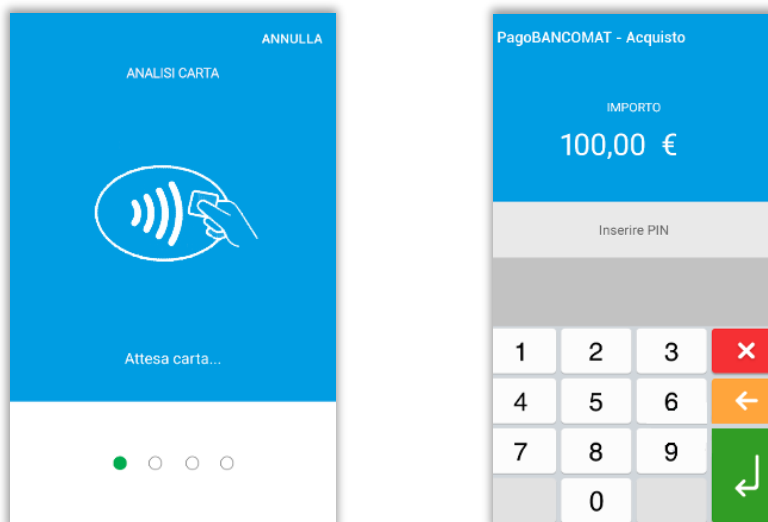 ANNULLA
ANALISI CARTA
Attesa carta...
PagoBANCOMAT - Acquisto
IMPORTO
100,00 €
Inserire PIN
1 2 3
4 5 6
7 8 9
0